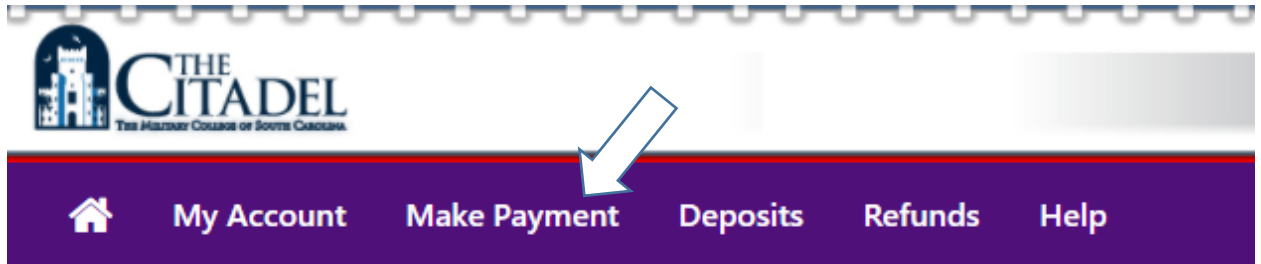 THE
CITADEL
THE MILITARY COLLEGE OF SOUTH CAROLINA
My Account Make Payment Deposits Refunds Help